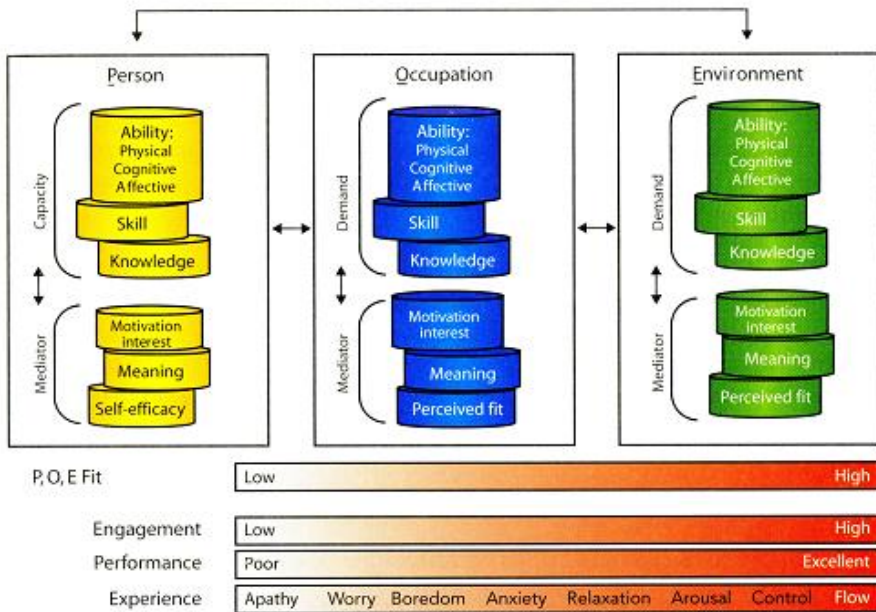 Person
Capacity
Ability:
Physical
Cognitive
Affective
Skill
Knowledge
Mediator
Motivation
interest
Meaning
Self-efficacy
Occupation
Demand
Ability:
Physical
Cognitive
Affective
Skill
Knowledge
Mediator
Motivation
interest
Meaning
Perceived fit
Environment
Demand
Ability:
Physical
Cognitive
Affective
Skill
Knowledge
Mediator
Motivation
interest
Meaning
Perceived fit
P, O, E Fit
Low
High
Engagement
Low
High
Performance
Poor
Excellent
Experience
Apathy Worry Boredom Anxiety Relaxation Arousal Control Flow